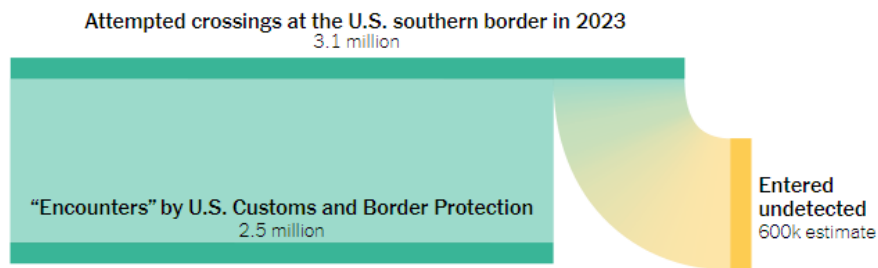 Attempted crossings at the U.S. southern border in 2023
3.1 million
“Encounters” by U.S. Customs and Border Protection
2.5 million
Entered
undetected
600k estimate